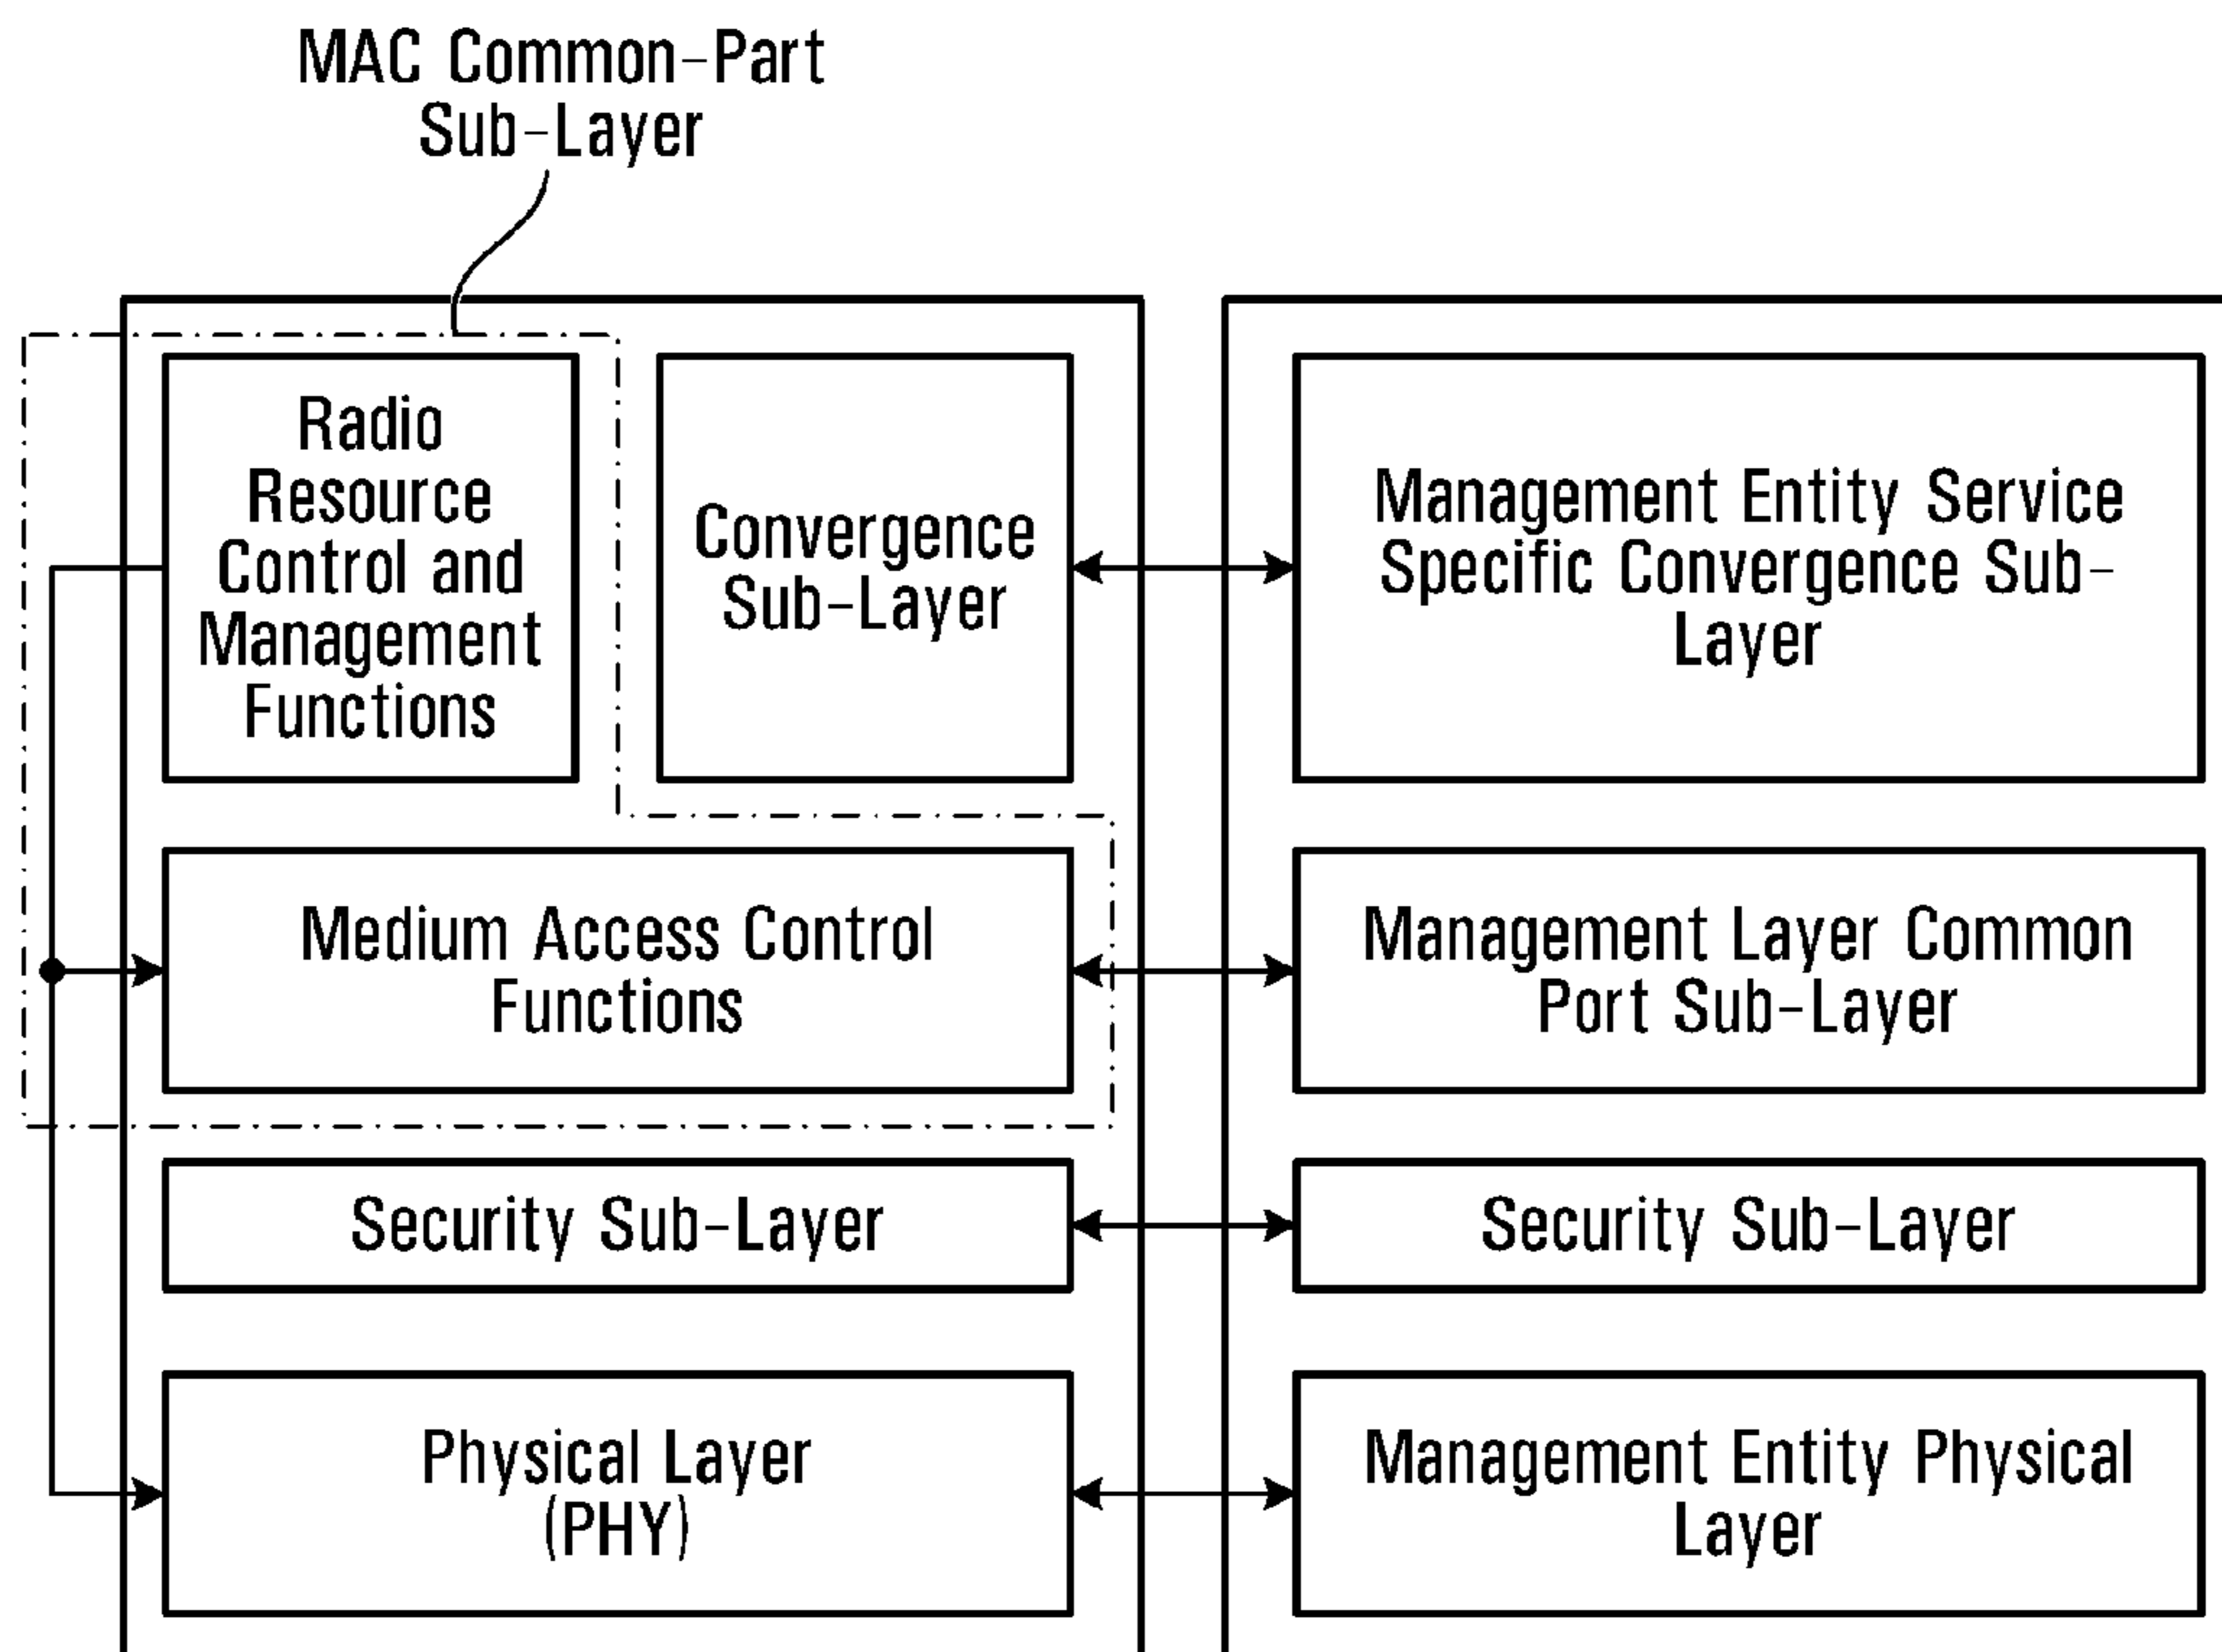 MAC Common-Part
Sub-Layer
Radio
Resource
Control and
Management
Functions
Convergence
Sub-Layer
Management Entity Service
Specific Convergence Sub-
Layer
Medium Access Control
Functions
Management Layer Common
Port Sub-Layer
Security Sub-Layer
Security Sub-Layer
Physical Layer
(PHY)
Management Entity Physical
Layer